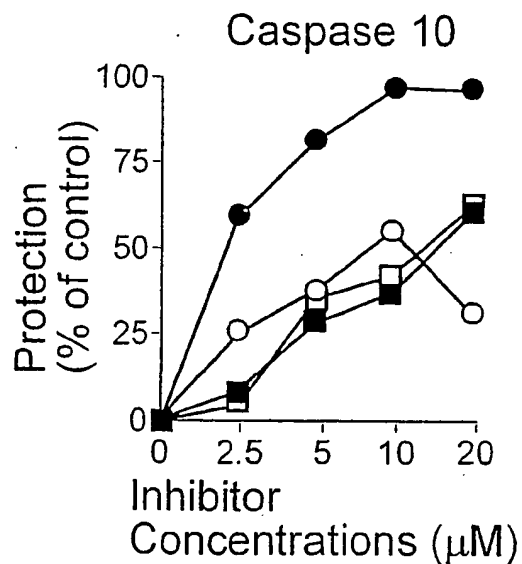 Caspase 10
Protection
(% of control)
100
75
50
25
0
0 2.5 5 10 20
Inhibitor
Concentrations (μM)